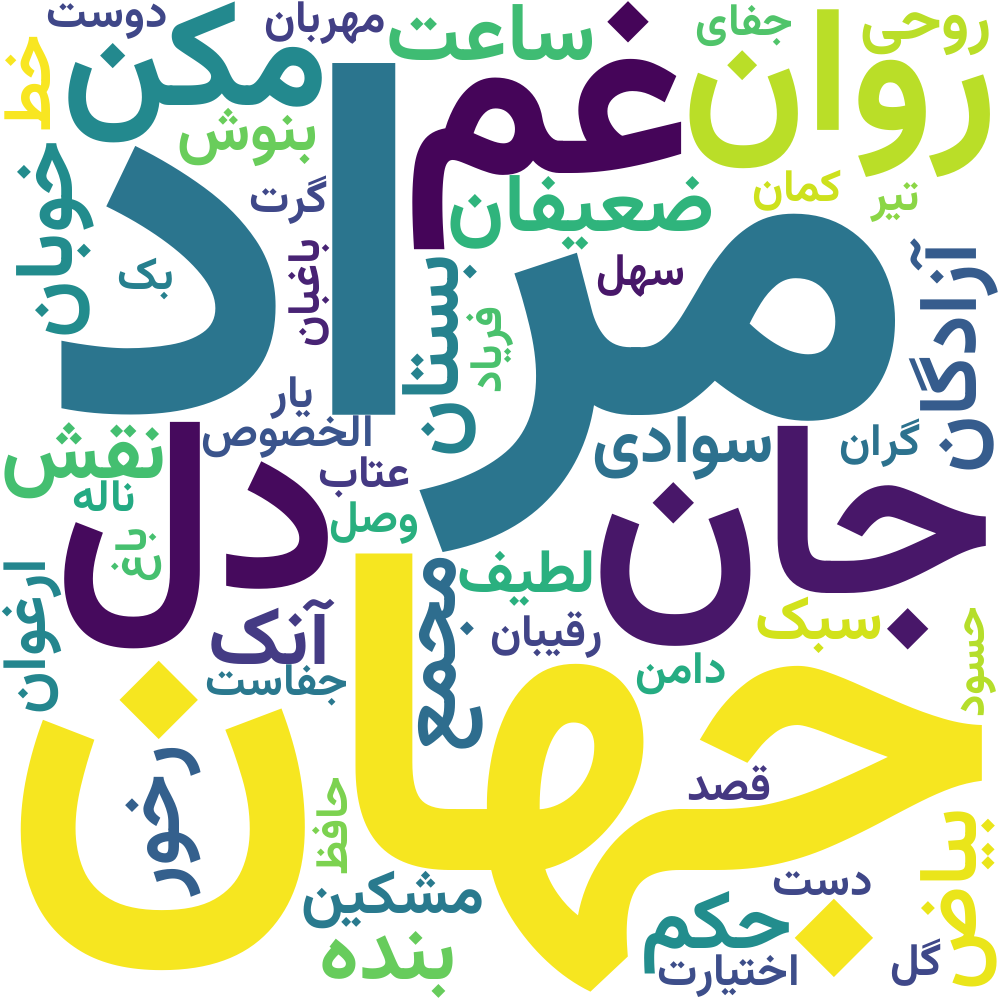 دوست
مهربان
ساعت
جفای
روحی
خط
مکن
غم
روان
بنوش
خوبان
گرت
ضعیفان
کمان
تیر
باغبان
بک
مراد
بستان
سهل
فریاد
آزادگان
یار
الخصوص
نقش
عتاب
سوادی
گران
ناله
دل
وصل
جان
باغ
ارغوان
مجمع
لطیف
آنک
رقیبان
سبک
حسود
جفاست
دامن
جهان
رخور
قصد
حافظ
بیاض
مشکین
دست
حکم
بنده
اختیارت
گل